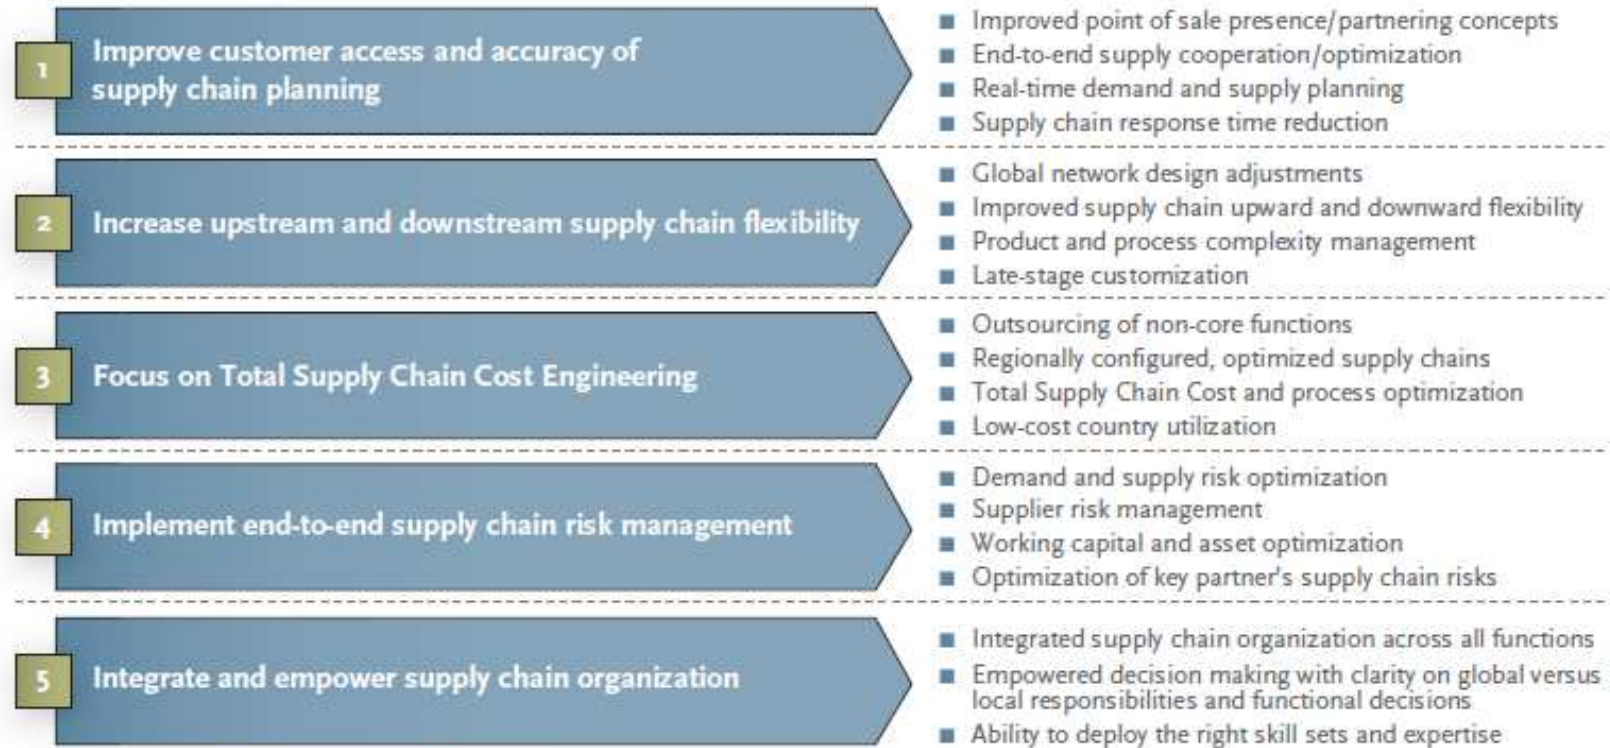 1
Improve customer access and accuracy of
supply chain planning
Improved point of sale presence/partnering concepts
End-to-end supply cooperation/optimization
Real-time demand and supply planning
Supply chain response time reduction
2
Increase upstream and downstream supply chain flexibility
Global network design adjustments
Improved supply chain upward and downward flexibility
Product and process complexity management
Late-stage customization
3
Focus on Total Supply Chain Cost Engineering
Outsourcing of non-core functions
Regionally configured, optimized supply chains
Total Supply Chain Cost and process optimization
Low-cost country utilization
4
Implement end-to-end supply chain risk management
Demand and supply risk optimization
Supplier risk management
Working capital and asset optimization
Optimization of key partner's supply chain risks
5
Integrate and empower supply chain organization
Integrated supply chain organization across all functions
Empowered decision making with clarity on global versus
local responsibilities and functional decisions
Ability to deploy the right skill sets and expertise